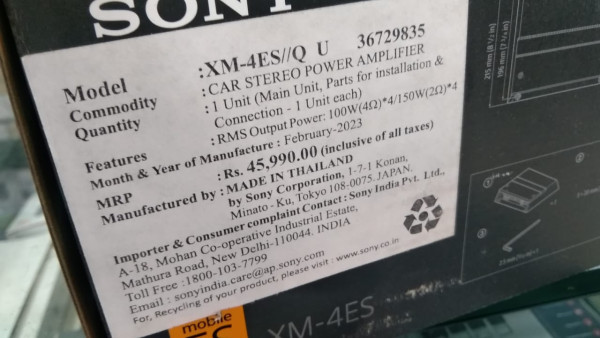 SONY
Model :XM-4ES//Q U 36729835
Commodity :CAR STEREO POWER AMPLIFIER
Quantity :1 Unit (Main Unit, Parts for installation &
Connection - 1 Unit each)
Features :RMS Output Power: 100W(4Ω)*4/150W(2Ω)*4
Month & Year of Manufacture : February-2023
MRP :Rs. 45,990.00 (inclusive of all taxes)
Manufactured by : MADE IN THAILAND
by Sony Corporation, 1-7-1 Konan,
Minato - Ku, Tokyo 108-0075.JAPAN.
Importer & Consumer complaint Contact : Sony India Pvt. Ltd.,
A-18, Mohan Co-operative Industrial Estate,
Mathura Road, New Delhi-110044. INDIA
Toll Free :1800-103-7799
Email : sonyindia.care@ap.sony.com
For, Recycling of your product, please visit : www.sony.co.in
mobile
ES
XM-4ES